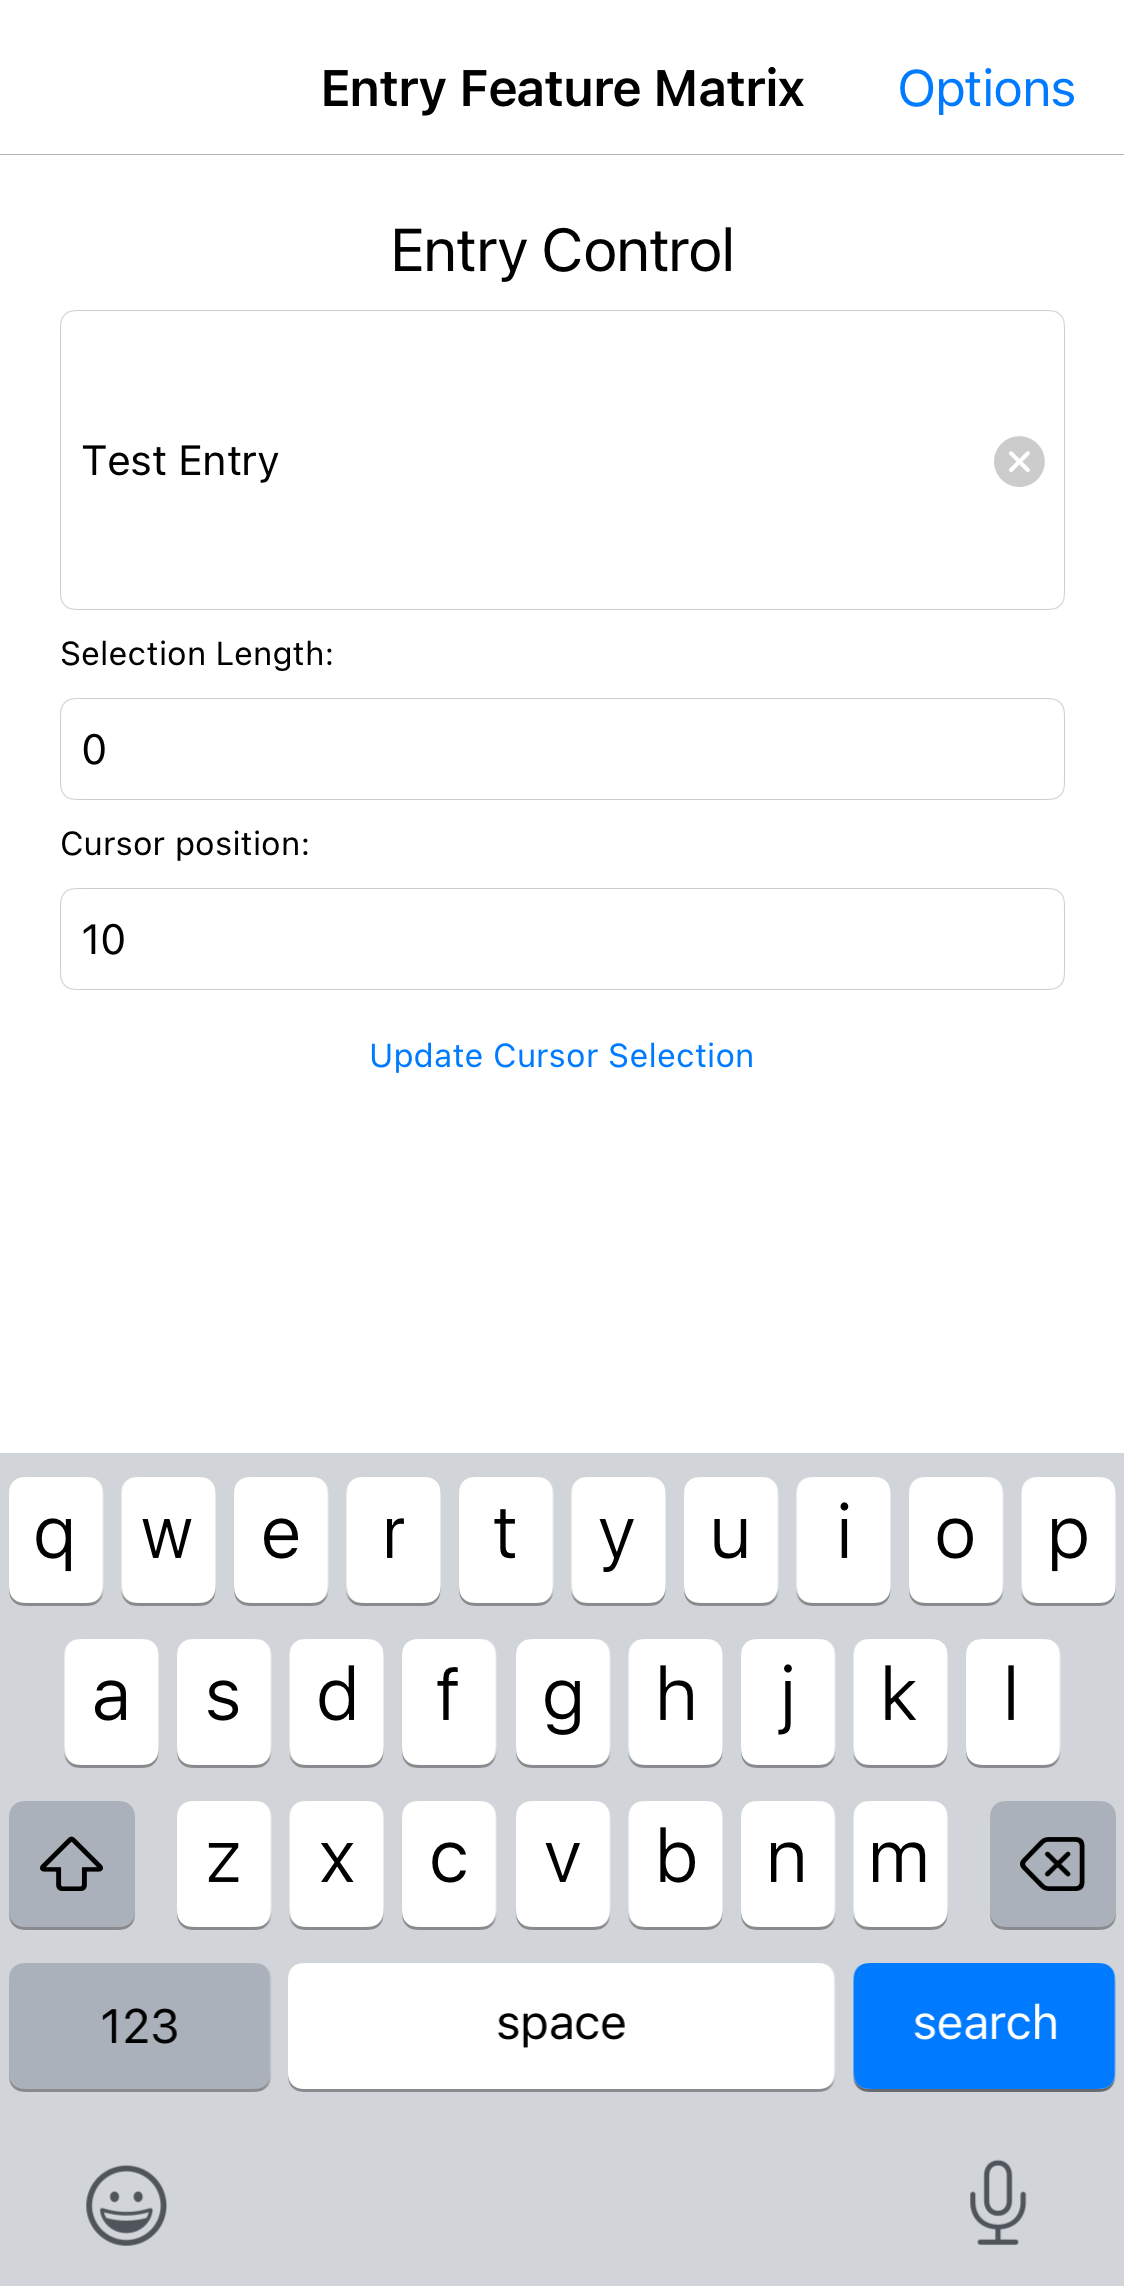 Entry Feature Matrix Options
Entry Control
Test Entry
Selection Length:
0
Cursor position:
10
Update Cursor Selection
q w e r t y u i o p
a s d f g h j k l
z x c v b n m
123 space search